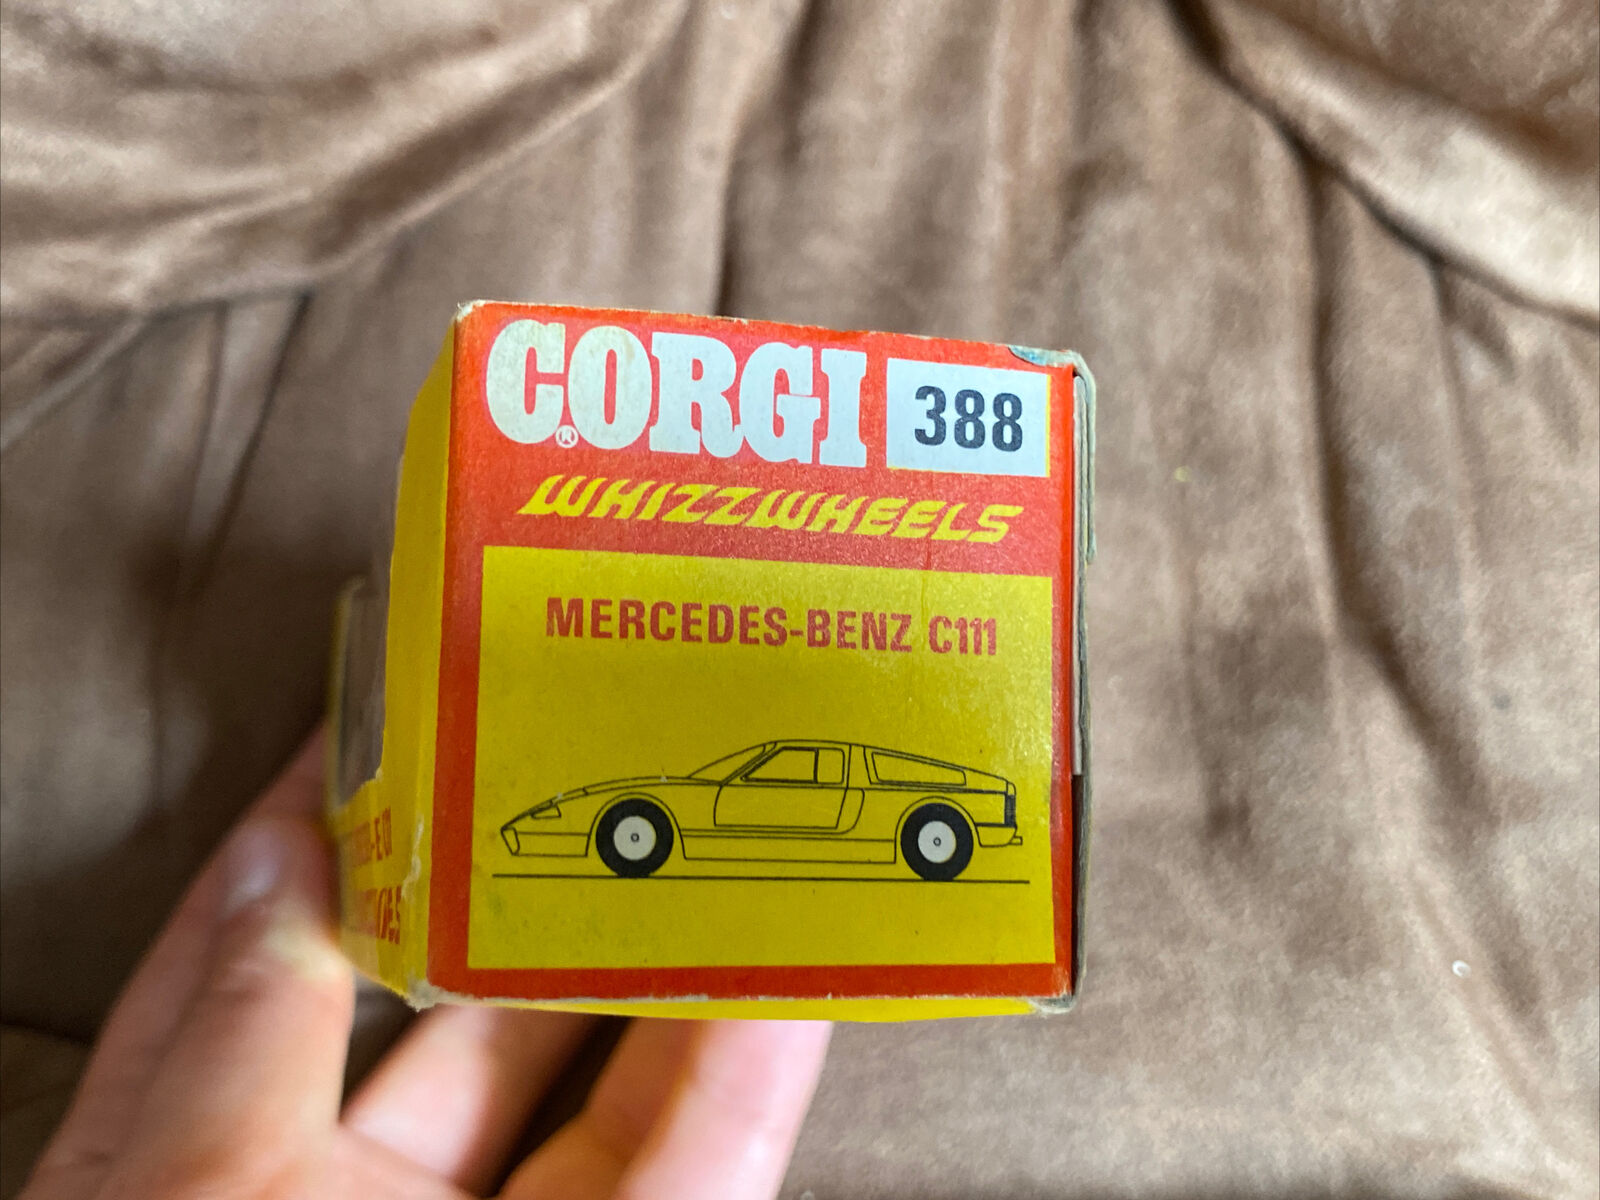 CORGI® 388
WHIZZWHEELS
MERCEDES-BENZ C111